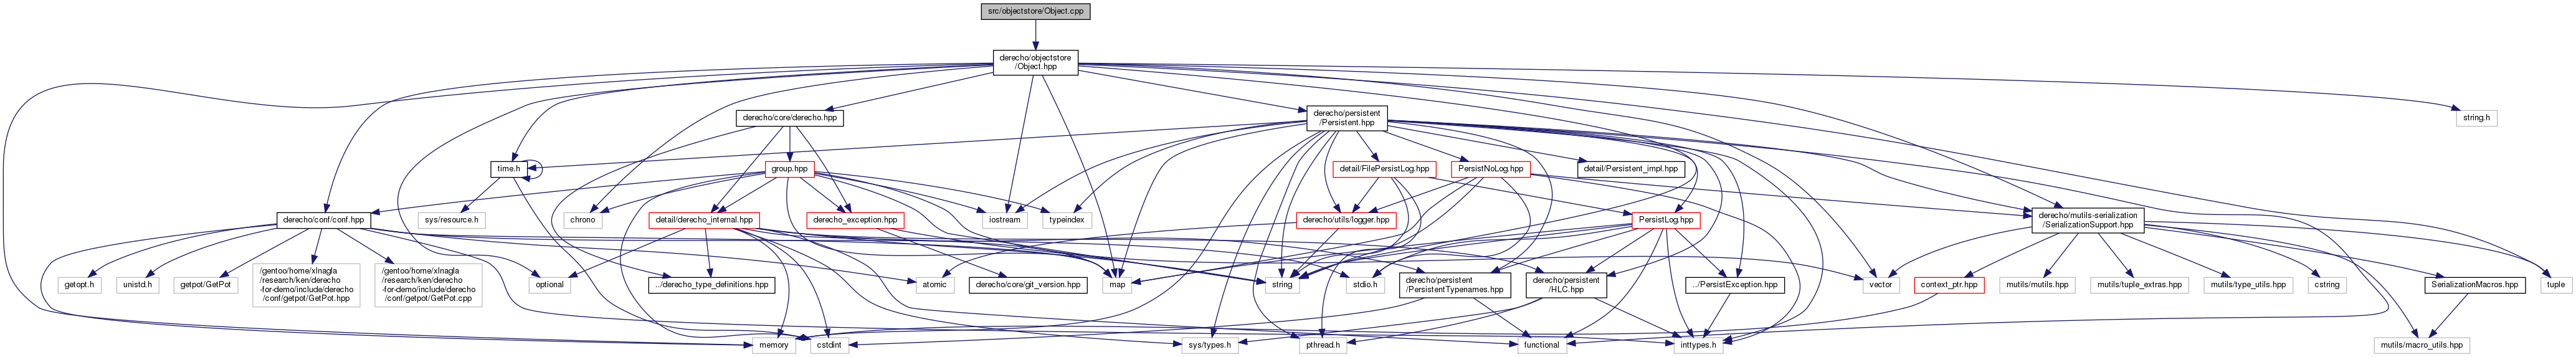 src/objectstore/Object.cpp
derecho/objectstore
/Object.hpp
derecho/core/derecho.hpp
derecho/persistent
/Persistent.hpp
string.h
time.h
group.hpp
detail/FilePersistLog.hpp
PersistNoLog.hpp
detail/Persistent_impl.hpp
derecho/conf/conf.hpp
sys/resource.h
chrono
detail/derecho_internal.hpp
derecho_exception.hpp
iostream
typeindex
derecho/utils/logger.hpp
PersistLog.hpp
derecho/mutils-serialization
/SerializationSupport.hpp
getopt.h
unistd.h
getpot/GetPot
/gentoo/home/xlnagla
/research/ken/derecho
-for-demo/include/derecho
/conf/getpot/GetPot.hpp
/gentoo/home/xlnagla
/research/ken/derecho
-for-demo/include/derecho
/conf/getpot/GetPot.cpp
optional
../derecho_type_definitions.hpp
atomic
derecho/core/git_version.hpp
map
string
stdio.h
derecho/persistent
/PersistentTypenames.hpp
derecho/persistent
/HLC.hpp
../PersistException.hpp
vector
context_ptr.hpp
mutils/mutils.hpp
mutils/tuple_extras.hpp
mutils/type_utils.hpp
cstring
SerializationMacros.hpp
tuple
memory
cstdint
sys/types.h
pthread.h
functional
inttypes.h
mutils/macro_utils.hpp